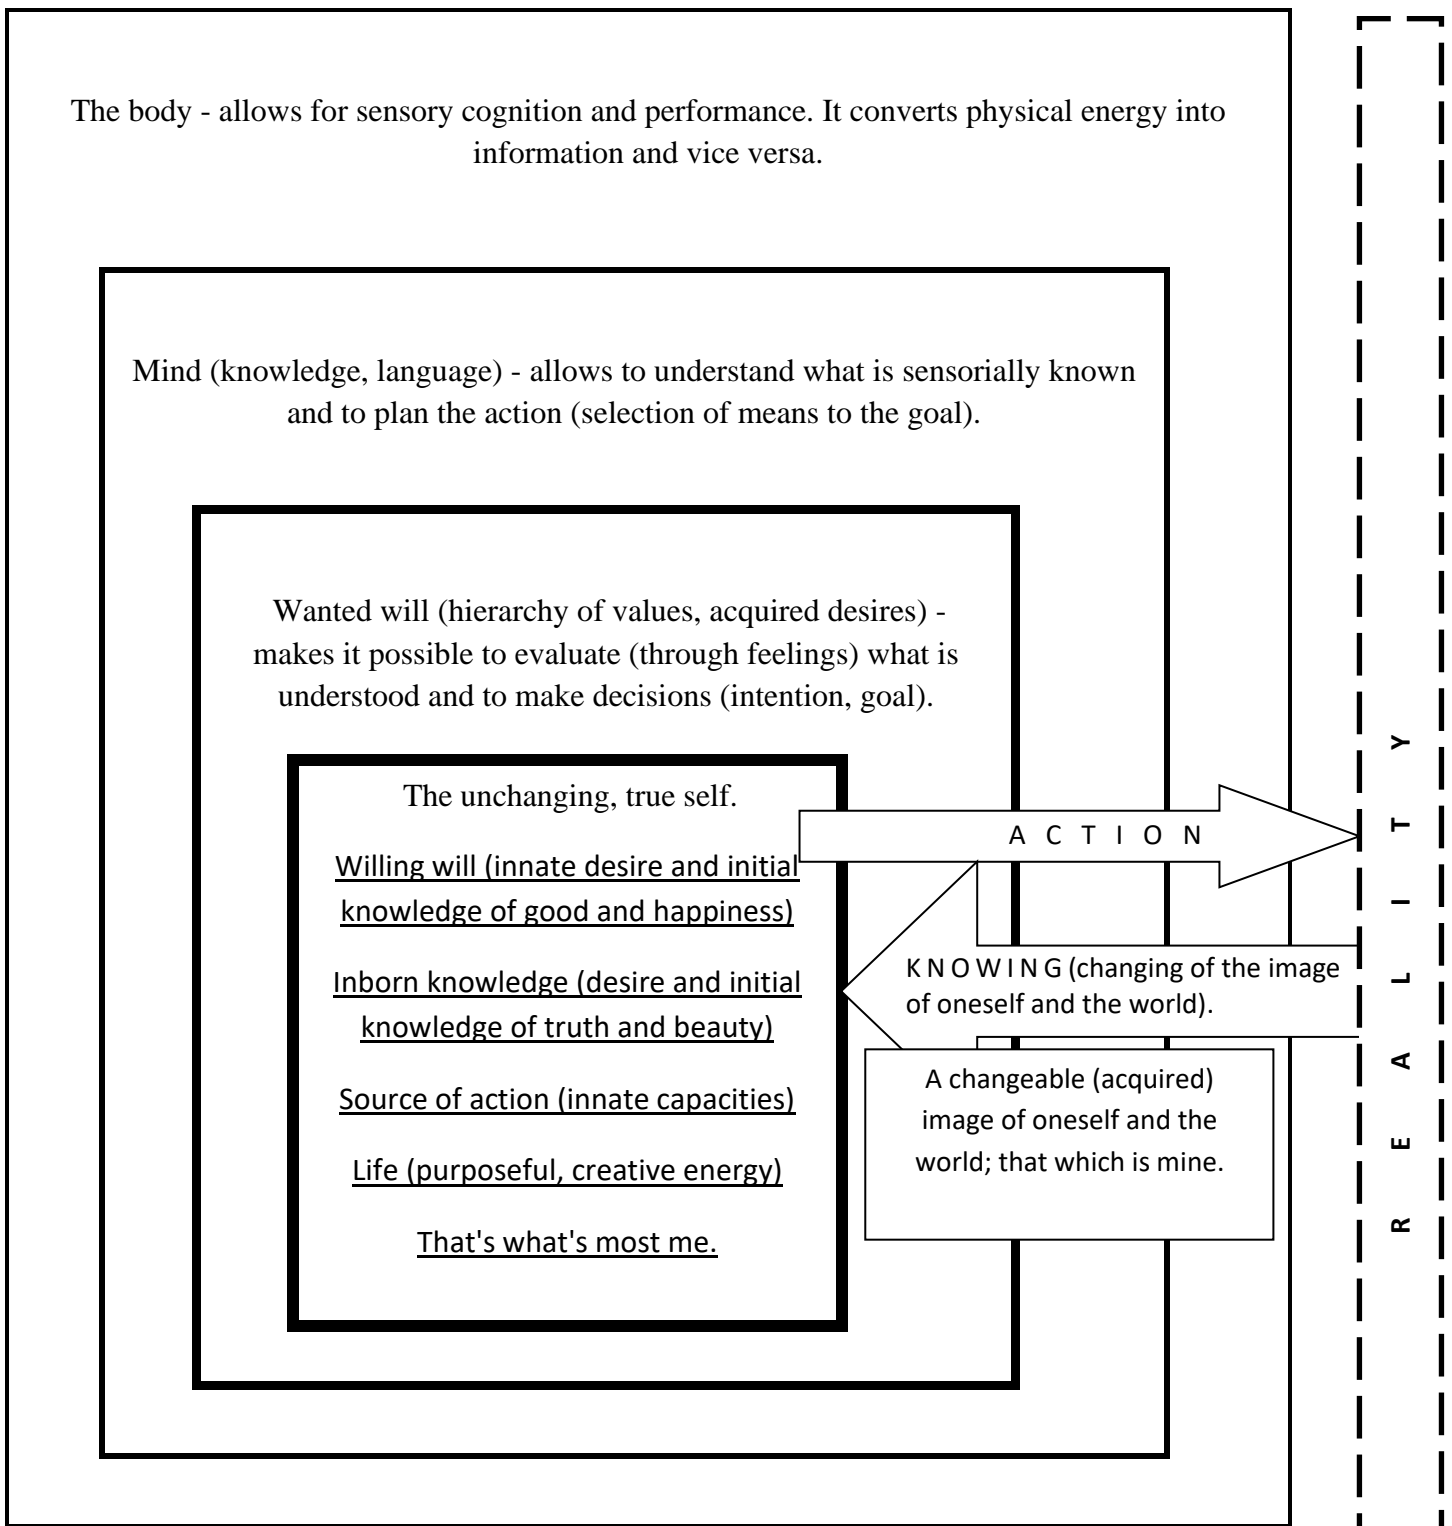 The body - allows for sensory cognition and performance. It converts physical energy into
information and vice versa.
Mind (knowledge, language) - allows to understand what is sensorially known
and to plan the action (selection of means to the goal).
Wanted will (hierarchy of values, acquired desires) -
makes it possible to evaluate (through feelings) what is
understood and to make decisions (intention, goal).
The unchanging, true self.
Willing will (innate desire and initial
knowledge of good and happiness)
Inborn knowledge (desire and initial
knowledge of truth and beauty)
Source of action (innate capacities)
Life (purposeful, creative energy)
That's what's most me.
A C T I O N
K N O W I N G (changing of the image
of oneself and the world).
A changeable (acquired)
image of oneself and the
world; that which is mine.
R E A L I T Y